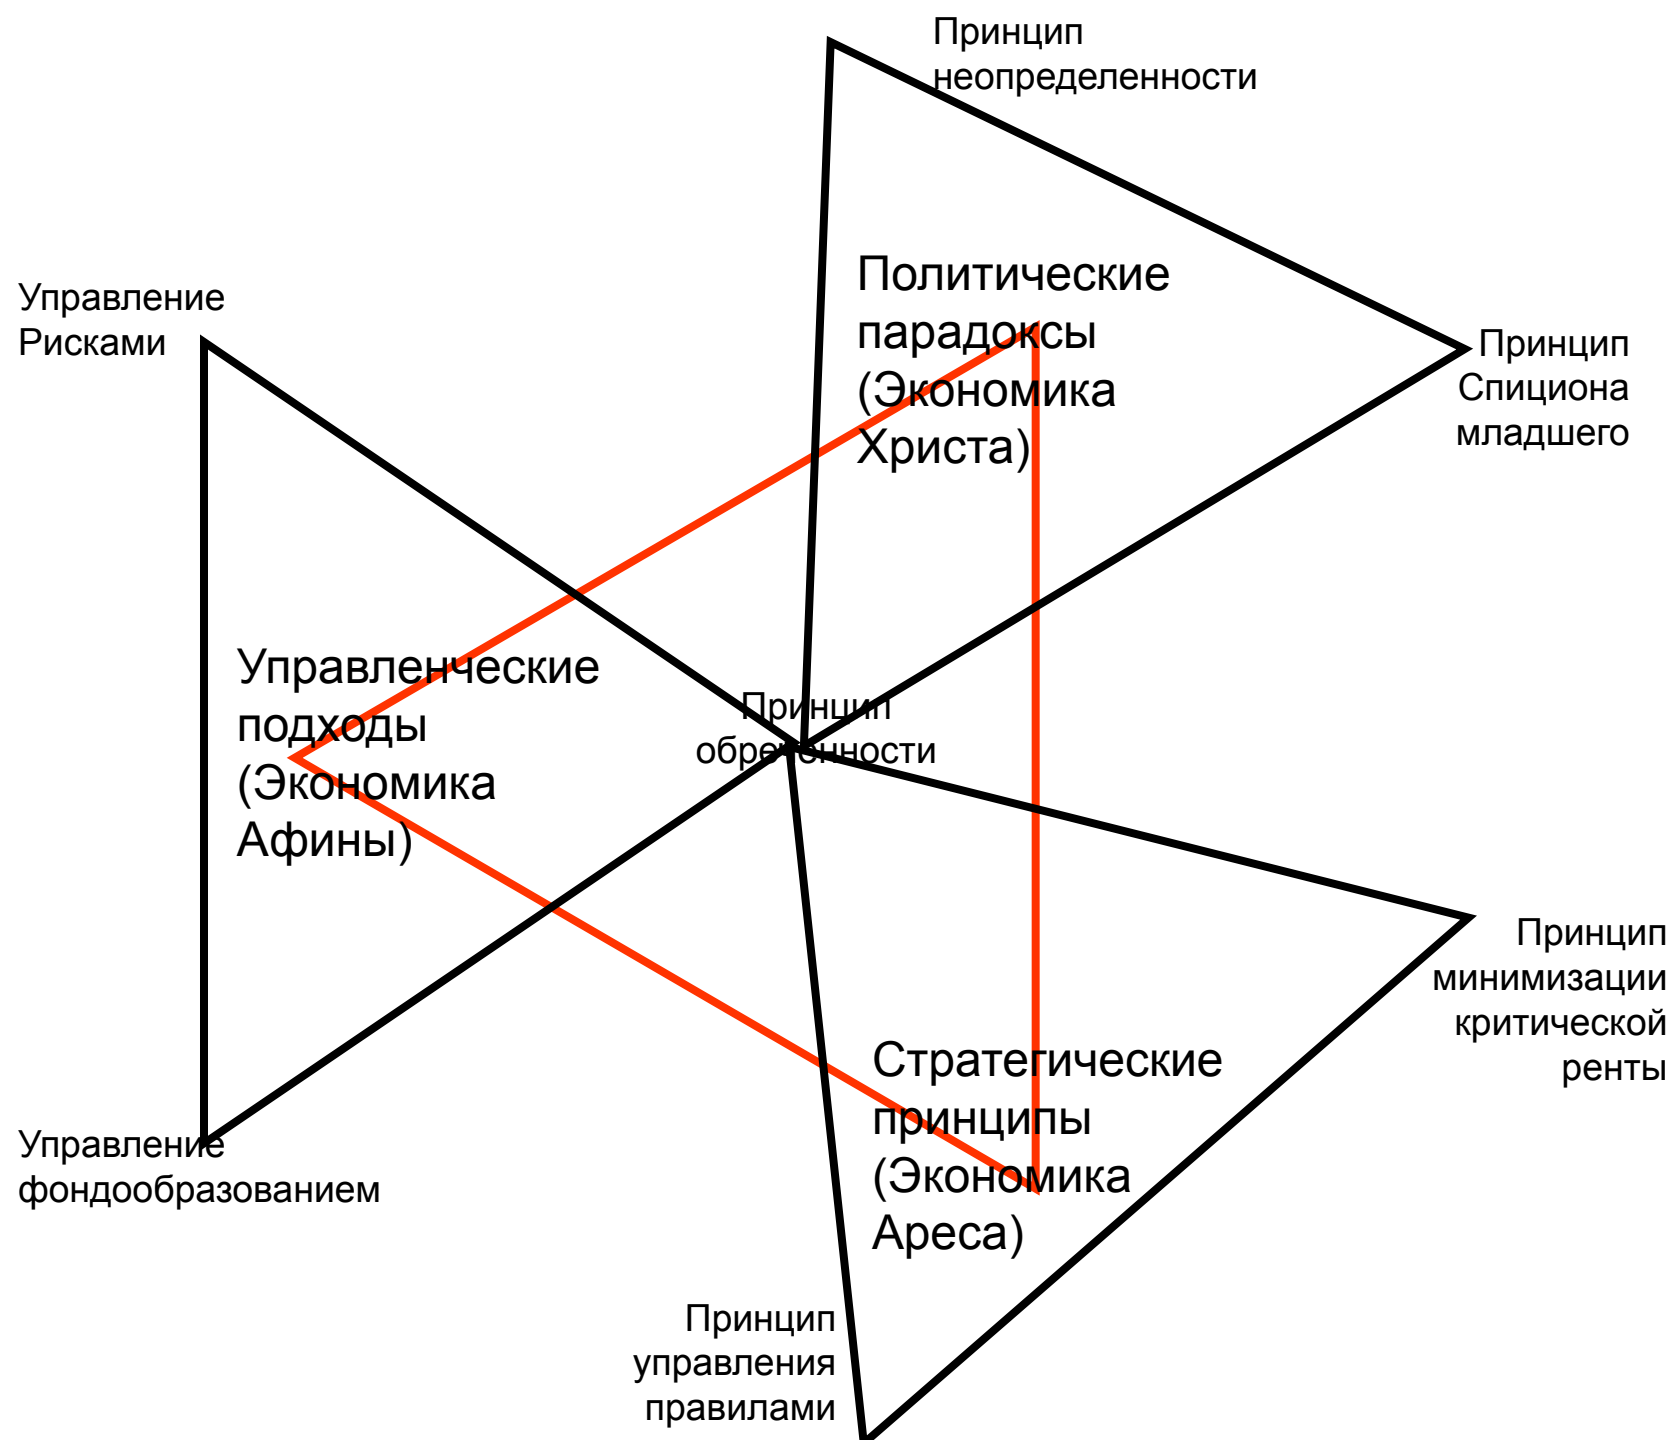 Принцип
неопределенности
Политические
парадоксы
(Экономика
Христа)
Управление
Рисками
Принцип
Спициона
младшего
Управленческие
подходы
(Экономика
Афины)
Принцип
обреченности
Принцип
минимизации
критической
ренты
Стратегические
принципы
(Экономика
Ареса)
Управление
фондообразованием
Принцип
управления
правилами